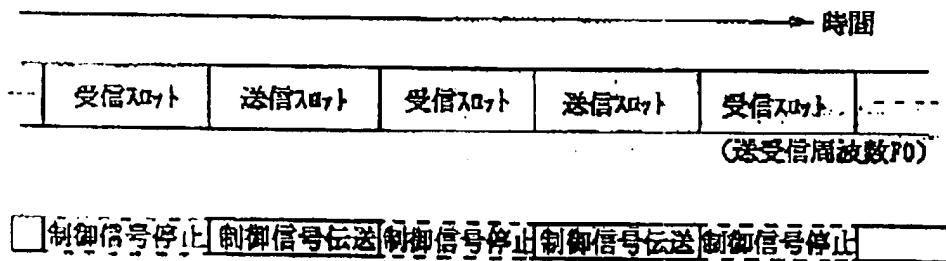 時間
受信スロット 送信スロット 受信スロット 送信スロット 受信スロット
(送受信周波数F0)
制御信号停止 制御信号伝送 制御信号停止 制御信号伝送 制御信号停止